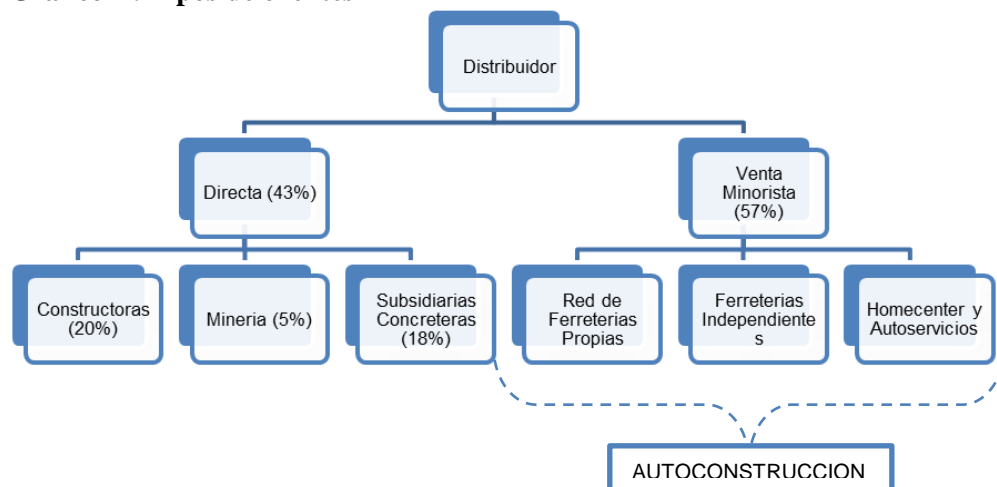 Distribuidor
Directa (43%)
Venta
Minorista
(57%)
Constructoras
(20%)
Mineria (5%)
Subsidiarias
Concreteras
(18%)
Red de
Ferreterias
Propias
Ferreterias
Independiente
s
Homecenter y
Autoservicios
AUTOCONSTRUCCION